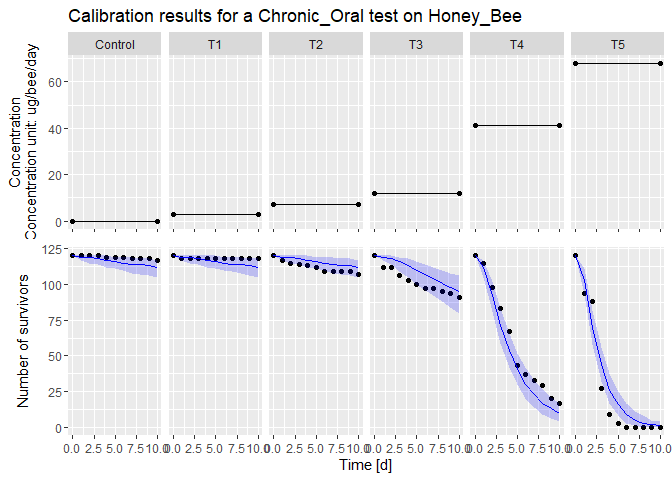 Calibration results for a Chronic_Oral test on Honey_Bee
Control T1 T2 T3 T4 T5
Concentration
Concentration unit: ug/bee/day
60
40
20
0
Number of survivors
125
100
75
50
25
0
0.0 2.5 5.0 7.5 10.0 0.0 2.5 5.0 7.5 10.0 0.0 2.5 5.0 7.5 10.0 0.0 2.5 5.0 7.5 10.0 0.0 2.5 5.0 7.5 10.0 0.0 2.5 5.0 7.5 10.0
Time [d]